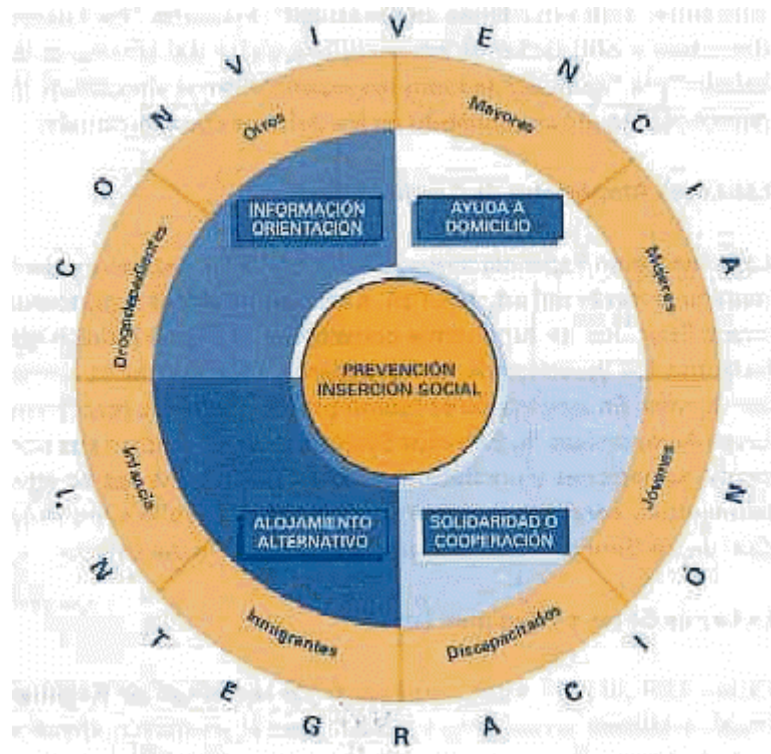 CONVIVENCIA
Otros
Mayores
Mujeres
Jóvenes
Discapacitados
Inmigrantes
Infancia
Drogodependientes
INFORMACIÓN
ORIENTACIÓN
AYUDA A
DOMICILIO
PREVENCIÓN
INSERCIÓN SOCIAL
ALOJAMIENTO
ALTERNATIVO
SOLIDARIDAD O
COOPERACIÓN
INTEGRACIÓN